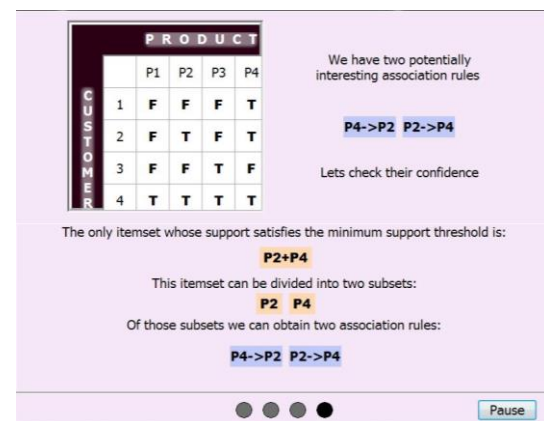 PRODUCT
P1 P2 P3 P4
CUSTOMER
1 F F F T
2 F T F T
3 F F T F
4 T T T T
We have two potentially
interesting association rules
P4->P2 P2->P4
Lets check their confidence
The only itemset whose support satisfies the minimum support threshold is:
P2+P4
This itemset can be divided into two subsets:
P2 P4
Of those subsets we can obtain two association rules:
P4->P2 P2->P4
Pause